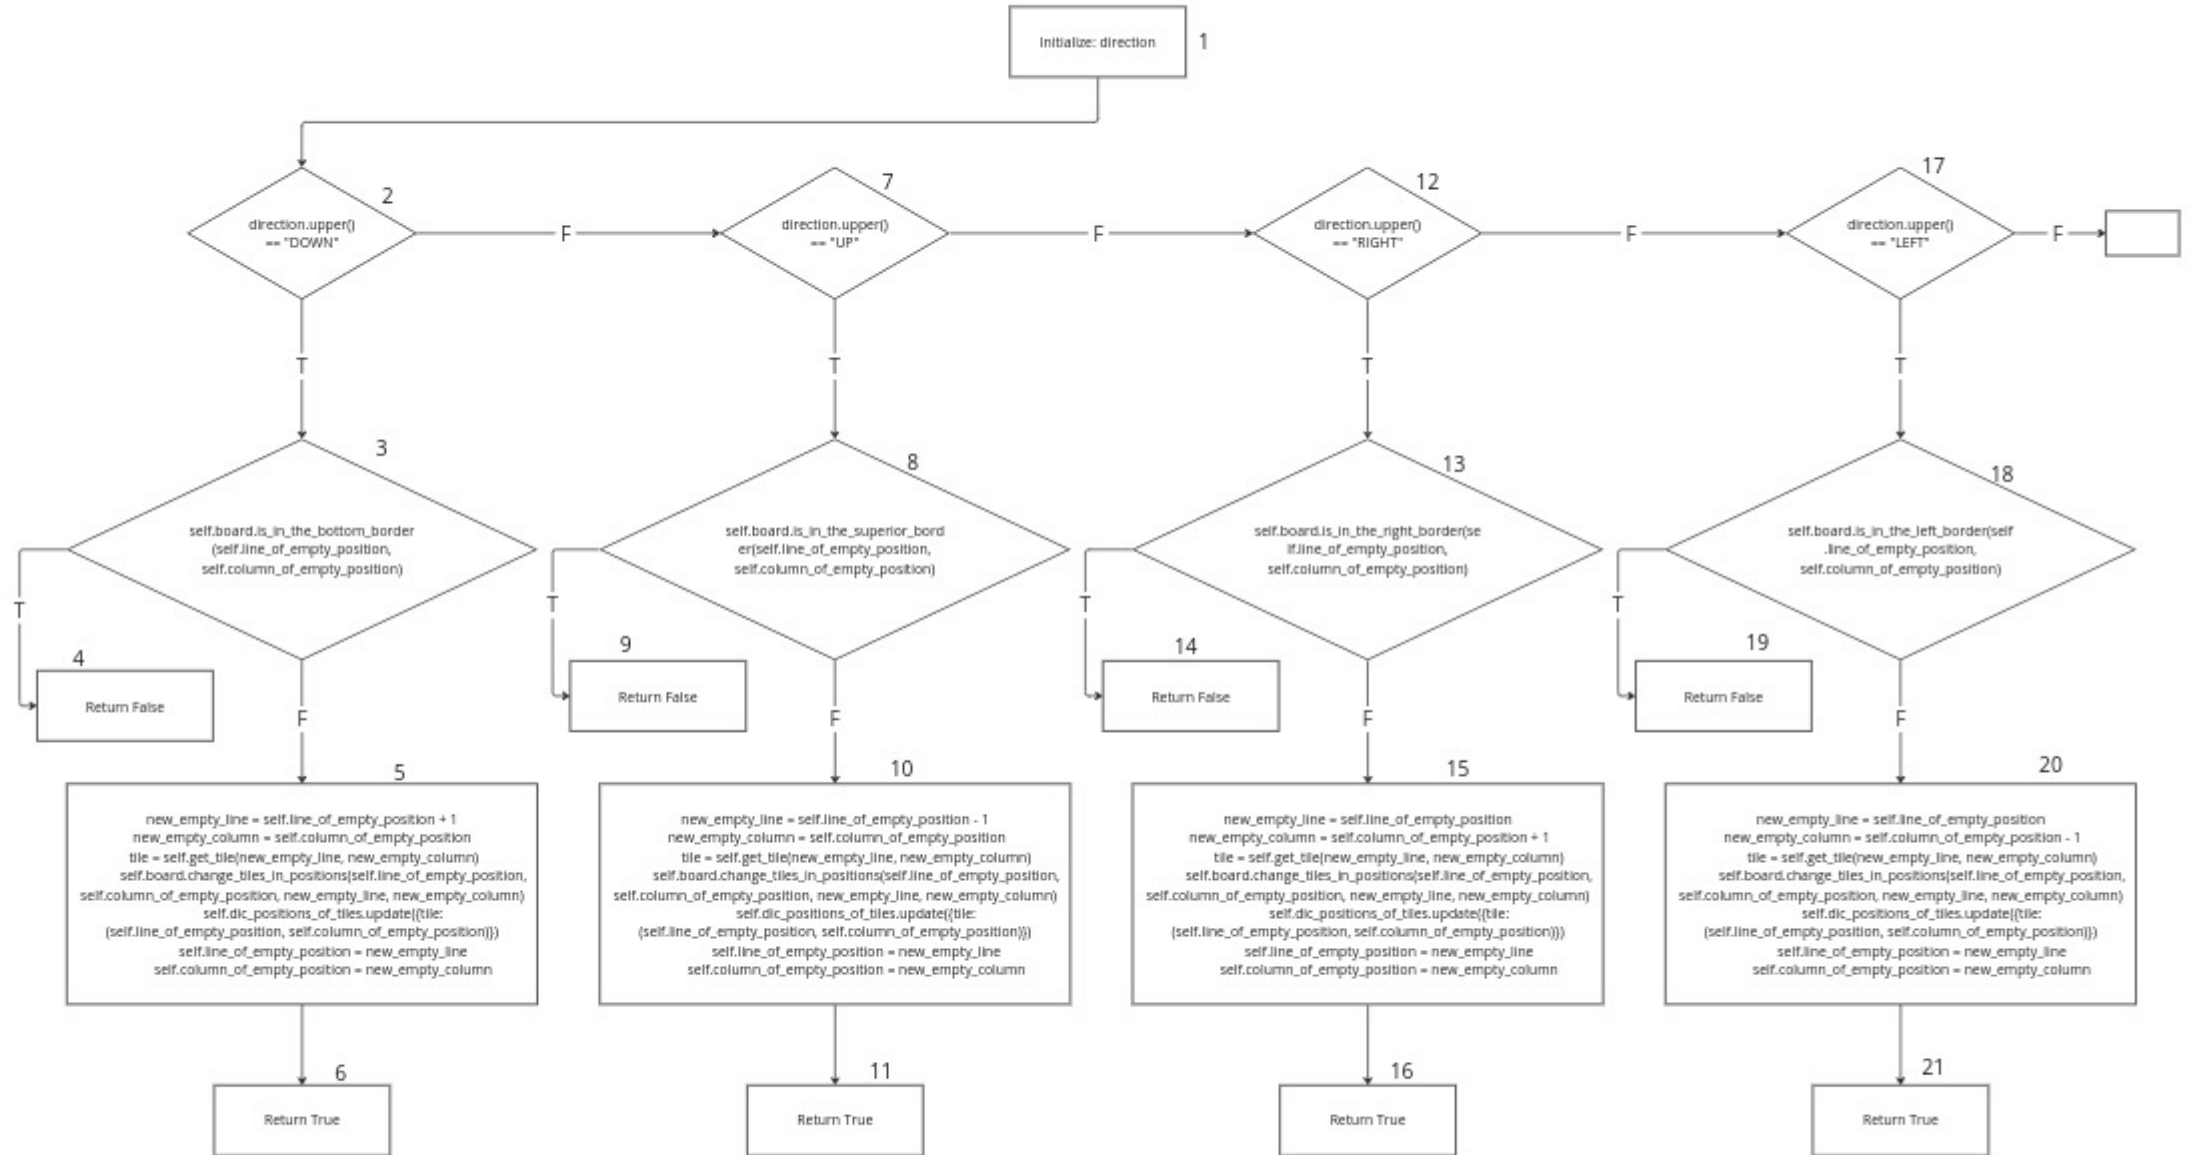 Initialize: direction
1
2
direction.upper()
== "DOWN"
F
7
direction.upper()
== "UP"
F
12
direction.upper()
== "RIGHT"
F
17
direction.upper()
== "LEFT"
F
T
T
T
T
3
self.board.is_in_the_bottom_border
(self.line_of_empty_position,
self.column_of_empty_position)
T
8
self.board.is_in_the_superior_bord
er(self.line_of_empty_position,
self.column_of_empty_position)
T
13
self.board.is_in_the_right_border(se
lf.line_of_empty_position,
self.column_of_empty_position)
T
18
self.board.is_in_the_left_border(self
.line_of_empty_position,
self.column_of_empty_position)
T
4
Return False
F
9
Return False
F
14
Return False
F
19
Return False
F
5
new_empty_line = self.line_of_empty_position + 1
new_empty_column = self.column_of_empty_position
tile = self.get_tile(new_empty_line, new_empty_column)
self.board.change_tiles_in_positions(self.line_of_empty_position,
self.column_of_empty_position, new_empty_line, new_empty_column)
self.dic_positions_of_tiles.update({tile:
(self.line_of_empty_position, self.column_of_empty_position)})
self.line_of_empty_position = new_empty_line
self.column_of_empty_position = new_empty_column
10
new_empty_line = self.line_of_empty_position - 1
new_empty_column = self.column_of_empty_position
tile = self.get_tile(new_empty_line, new_empty_column)
self.board.change_tiles_in_positions(self.line_of_empty_position,
self.column_of_empty_position, new_empty_line, new_empty_column)
self.dic_positions_of_tiles.update({tile:
(self.line_of_empty_position, self.column_of_empty_position)})
self.line_of_empty_position = new_empty_line
self.column_of_empty_position = new_empty_column
15
new_empty_line = self.line_of_empty_position
new_empty_column = self.column_of_empty_position + 1
tile = self.get_tile(new_empty_line, new_empty_column)
self.board.change_tiles_in_positions(self.line_of_empty_position,
self.column_of_empty_position, new_empty_line, new_empty_column)
self.dic_positions_of_tiles.update({tile:
(self.line_of_empty_position, self.column_of_empty_position)})
self.line_of_empty_position = new_empty_line
self.column_of_empty_position = new_empty_column
20
new_empty_line = self.line_of_empty_position
new_empty_column = self.column_of_empty_position - 1
tile = self.get_tile(new_empty_line, new_empty_column)
self.board.change_tiles_in_positions(self.line_of_empty_position,
self.column_of_empty_position, new_empty_line, new_empty_column)
self.dic_positions_of_tiles.update({tile:
(self.line_of_empty_position, self.column_of_empty_position)})
self.line_of_empty_position = new_empty_line
self.column_of_empty_position = new_empty_column
6
Return True
11
Return True
16
Return True
21
Return True